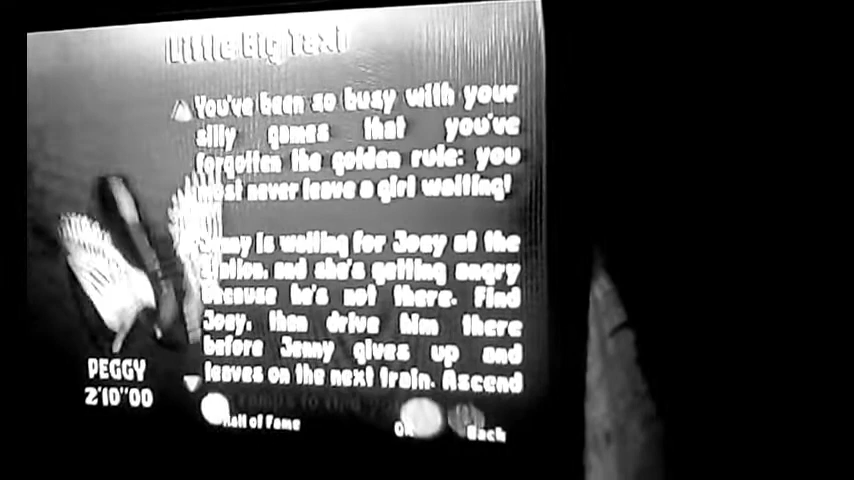 Little Big Taxi
You've been so busy with your
silly games that you've
forgotten the golden rule: you
must never leave a girl waiting!
Jenny is waiting for Joey at the
station, and she's getting angry
because he's not there. Find
Joey, then drive him there
before Jenny gives up and
leaves on the next train. Ascend
PEGGY
2'10"00
Hall of Fame
OK
Back